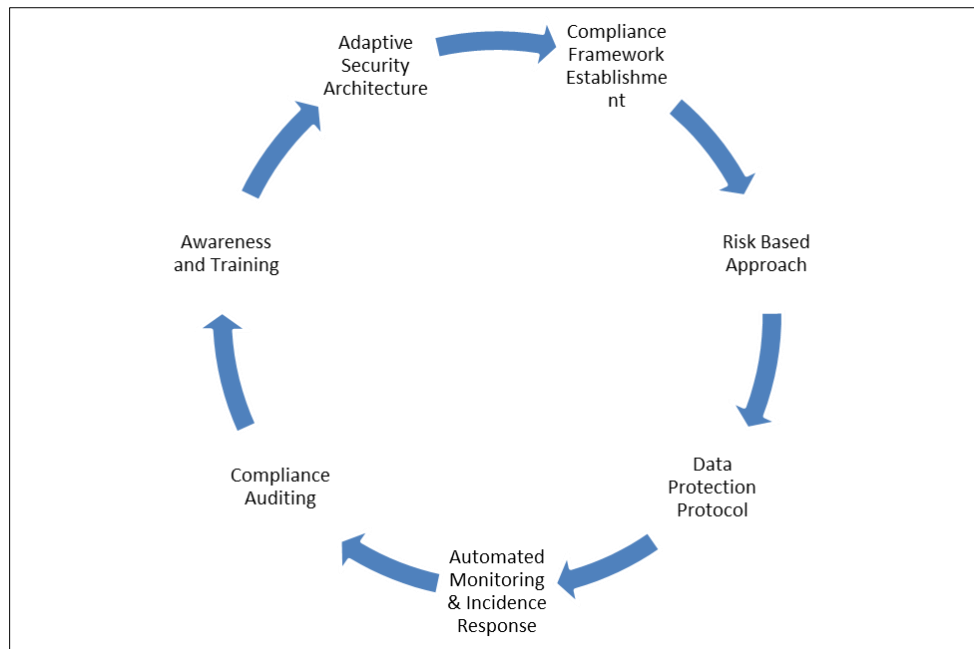 Adaptive
Security
Architecture
Compliance
Framework
Establishme
nt
Risk Based
Approach
Data
Protection
Protocol
Automated
Monitoring
& Incidence
Response
Compliance
Auditing
Awareness
and Training